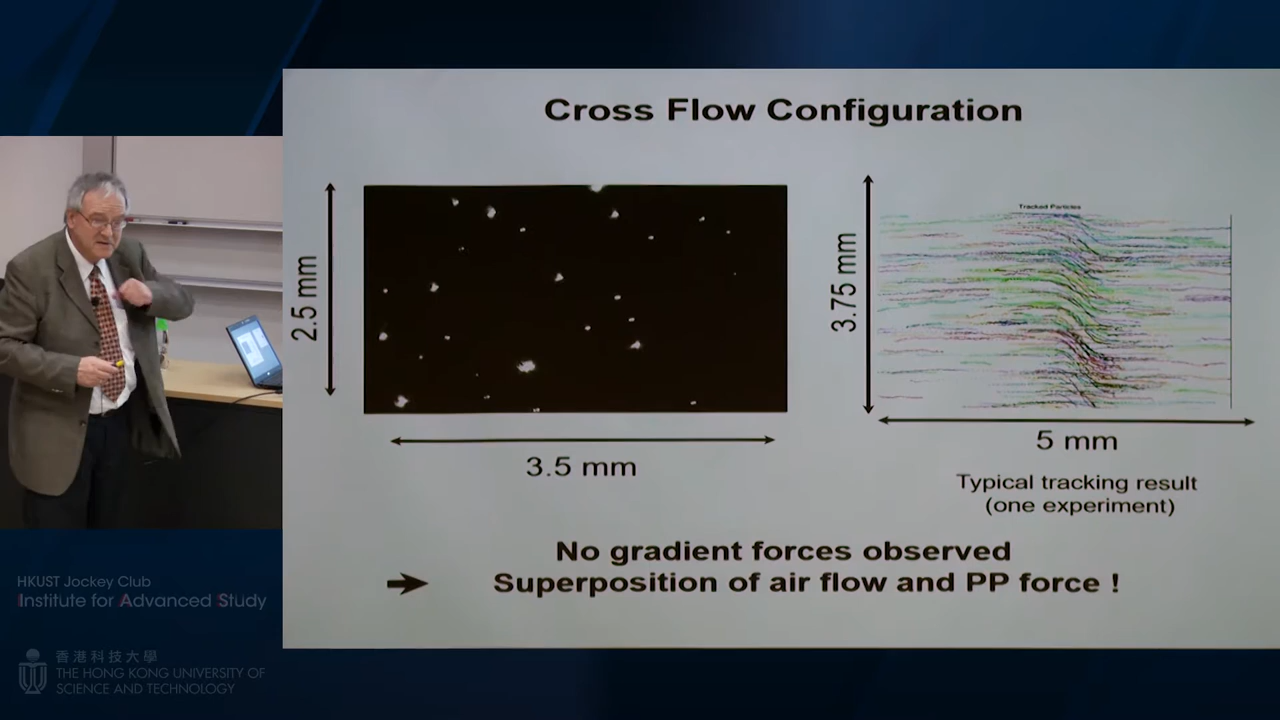 Cross Flow Configuration
2.5 mm
3.5 mm
Tracked Particles
3.75 mm
5 mm
Typical tracking result
(one experiment)
No gradient forces observed
Superposition of air flow and PP force !
HKUST Jockey Club
Institute for Advanced Study
香港科技大學
THE HONG KONG UNIVERSITY OF
SCIENCE AND TECHNOLOGY